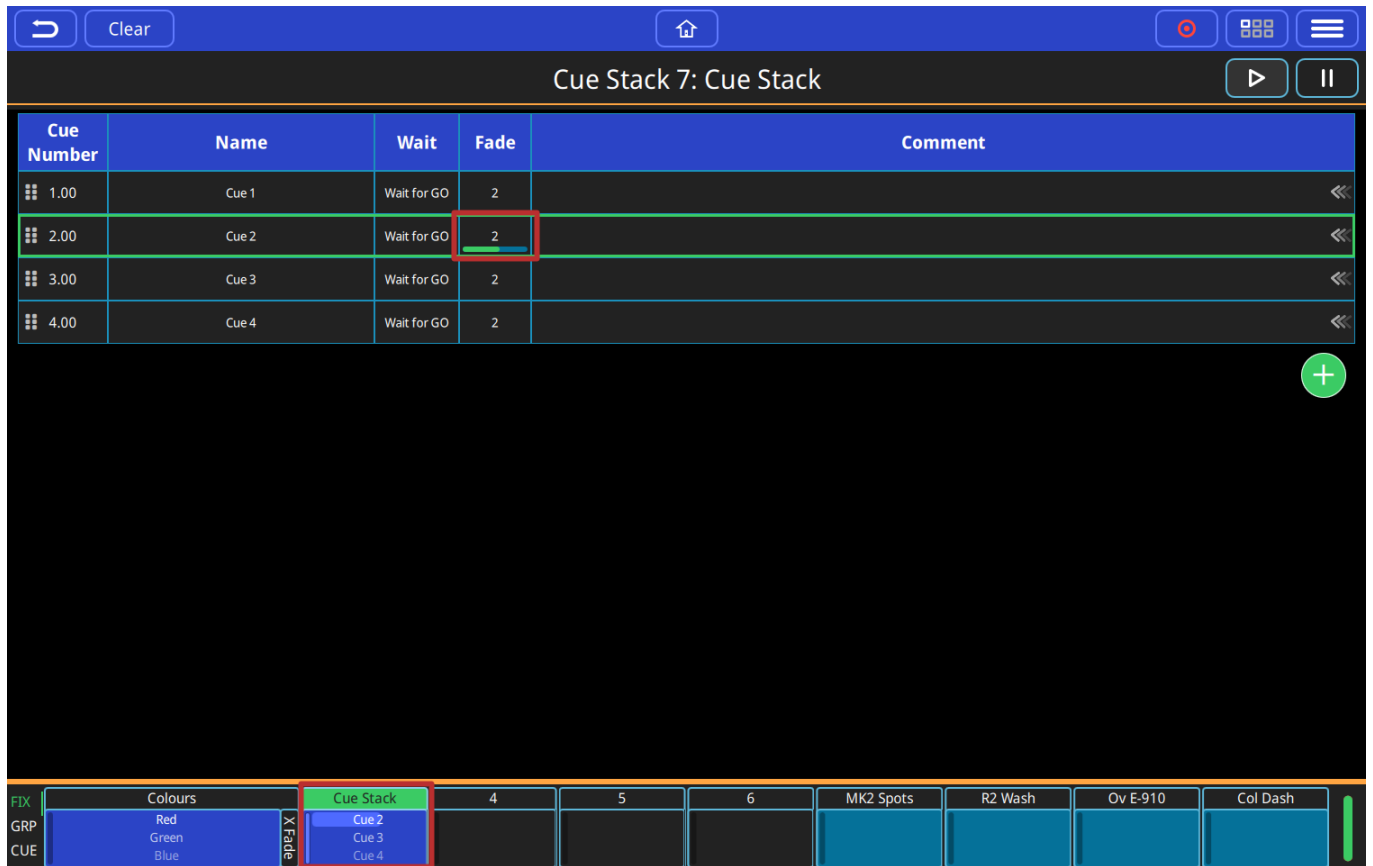 Clear
Cue Stack 7: Cue Stack
Cue Number Name Wait Fade Comment
1.00 Cue 1 Wait for GO 2
2.00 Cue 2 Wait for GO 2
3.00 Cue 3 Wait for GO 2
4.00 Cue 4 Wait for GO 2
FIX Colours Cue Stack 4 5 6 MK2 Spots R2 Wash Ov E-910 Col Dash
GRP Red X Fade Cue 2
Green Cue 3
CUE Blue Cue 4